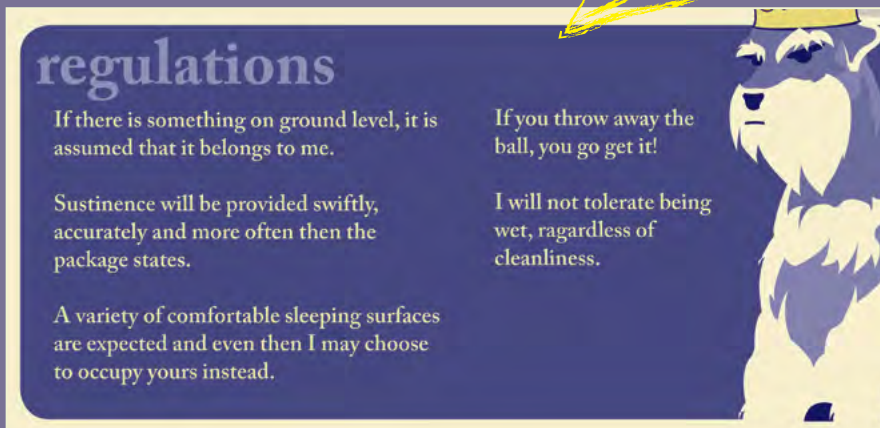 regulations
If there is something on ground level, it is
assumed that it belongs to me.
Sustinence will be provided swiftly,
accurately and more often then the
package states.
A variety of comfortable sleeping surfaces
are expected and even then I may choose
to occupy yours instead.
If you throw away the
ball, you go get it!
I will not tolerate being
wet, ragardless of
cleanliness.